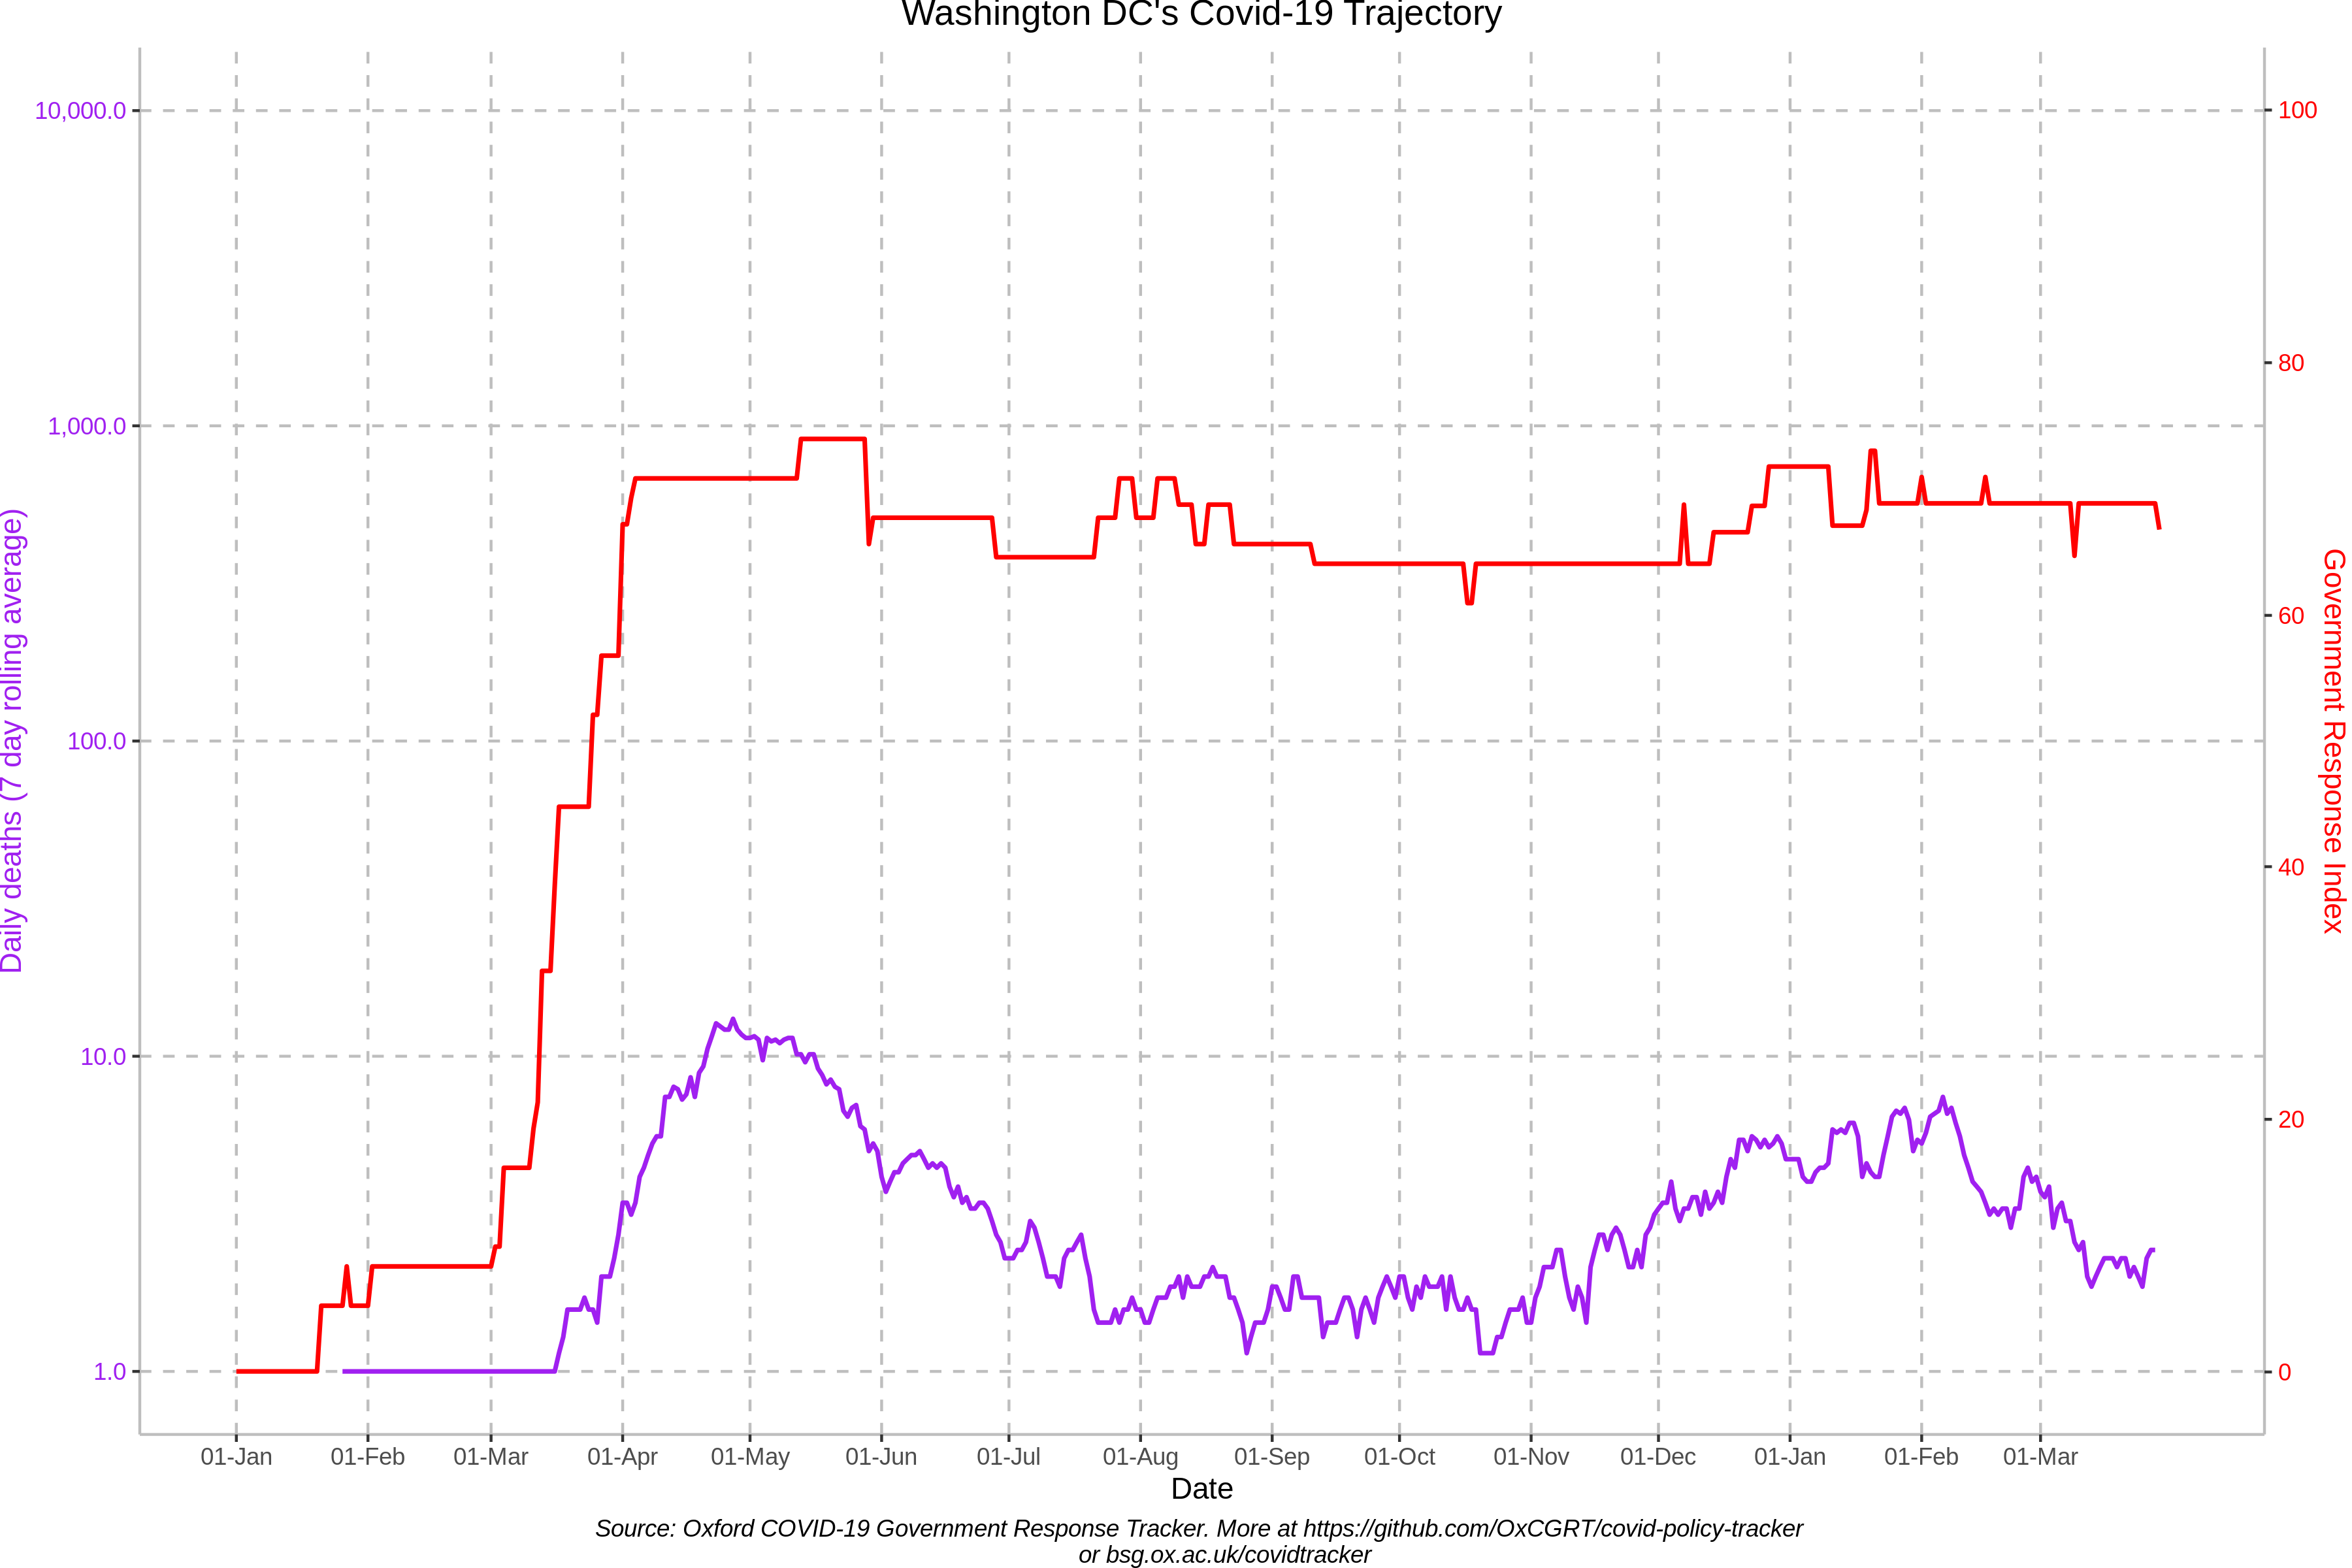 Washington DC's Covid-19 Trajectory
10,000.0
1,000.0
100.0
10.0
1.0
Daily deaths (7 day rolling average)
100
80
60
40
20
0
Government Response Index
01-Jan 01-Feb 01-Mar 01-Apr 01-May 01-Jun 01-Jul 01-Aug 01-Sep 01-Oct 01-Nov 01-Dec 01-Jan 01-Feb 01-Mar
Date
Source: Oxford COVID-19 Government Response Tracker. More at https://github.com/OxCGRT/covid-policy-tracker
or bsg.ox.ac.uk/covidtracker